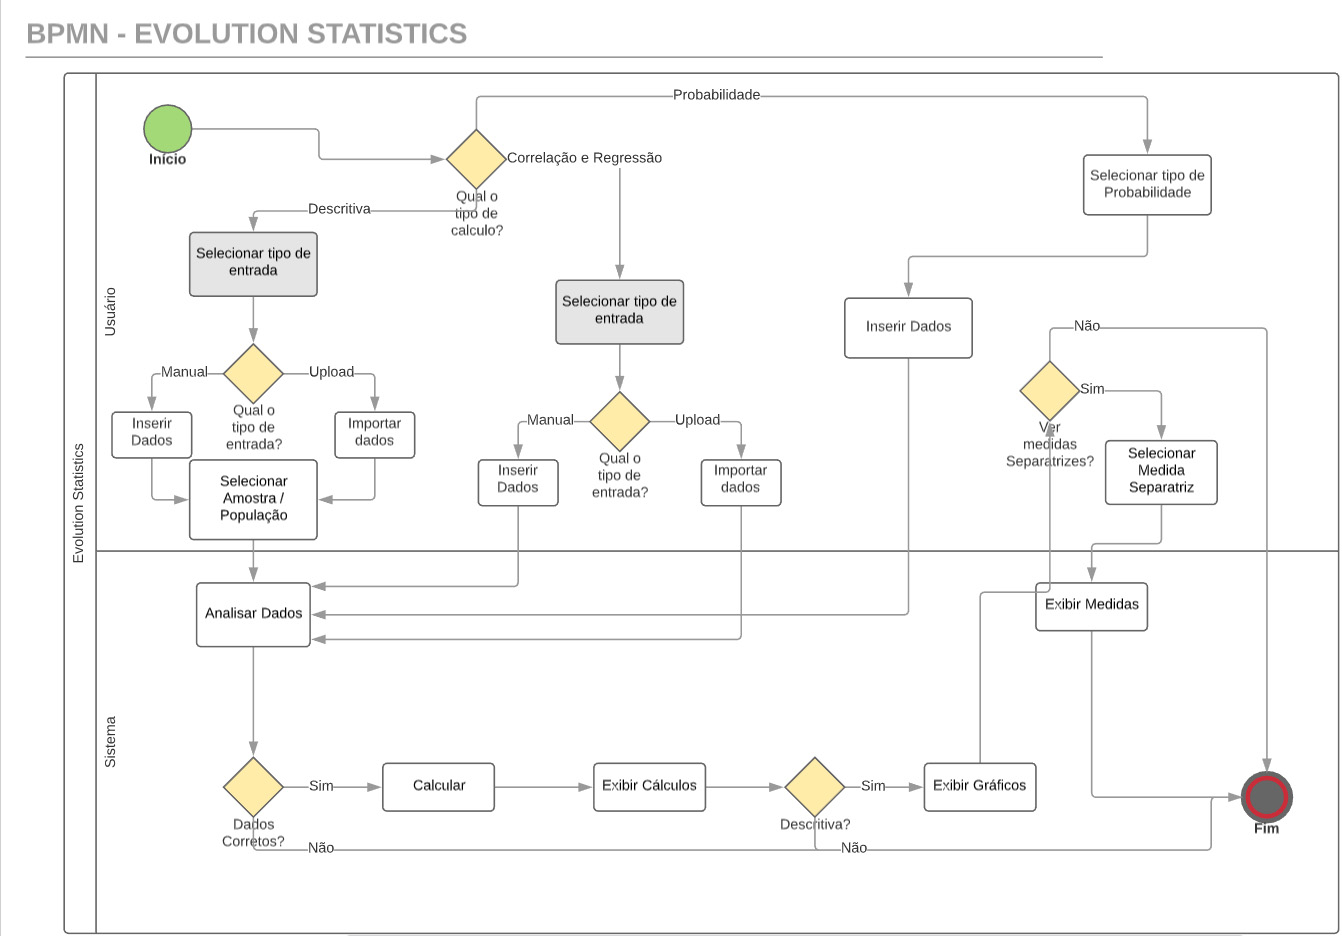 BPMN - EVOLUTION STATISTICS
Probabilidade
Início
Correlação e Regressão
Qual o
tipo de
calculo?
Descritiva
Selecionar tipo de
Probabilidade
Selecionar tipo de
entrada
Selecionar tipo de
entrada
Inserir Dados
Usuário
Não
Manual
Upload
Sim
Qual o
tipo de
entrada?
Inserir
Dados
Importar
dados
Manual
Upload
Ver
medidas
Separatrizes?
Selecionar
Medida
Separatriz
Qual o
tipo de
entrada?
Inserir
Dados
Importar
dados
Selecionar
Amostra /
População
Evolution Statistics
Analisar Dados
Exibir Medidas
Sistema
Sim
Calcular
Exibir Cálculos
Sim
Exibir Gráficos
Dados
Corretos?
Descritiva?
Fim
Não
Não